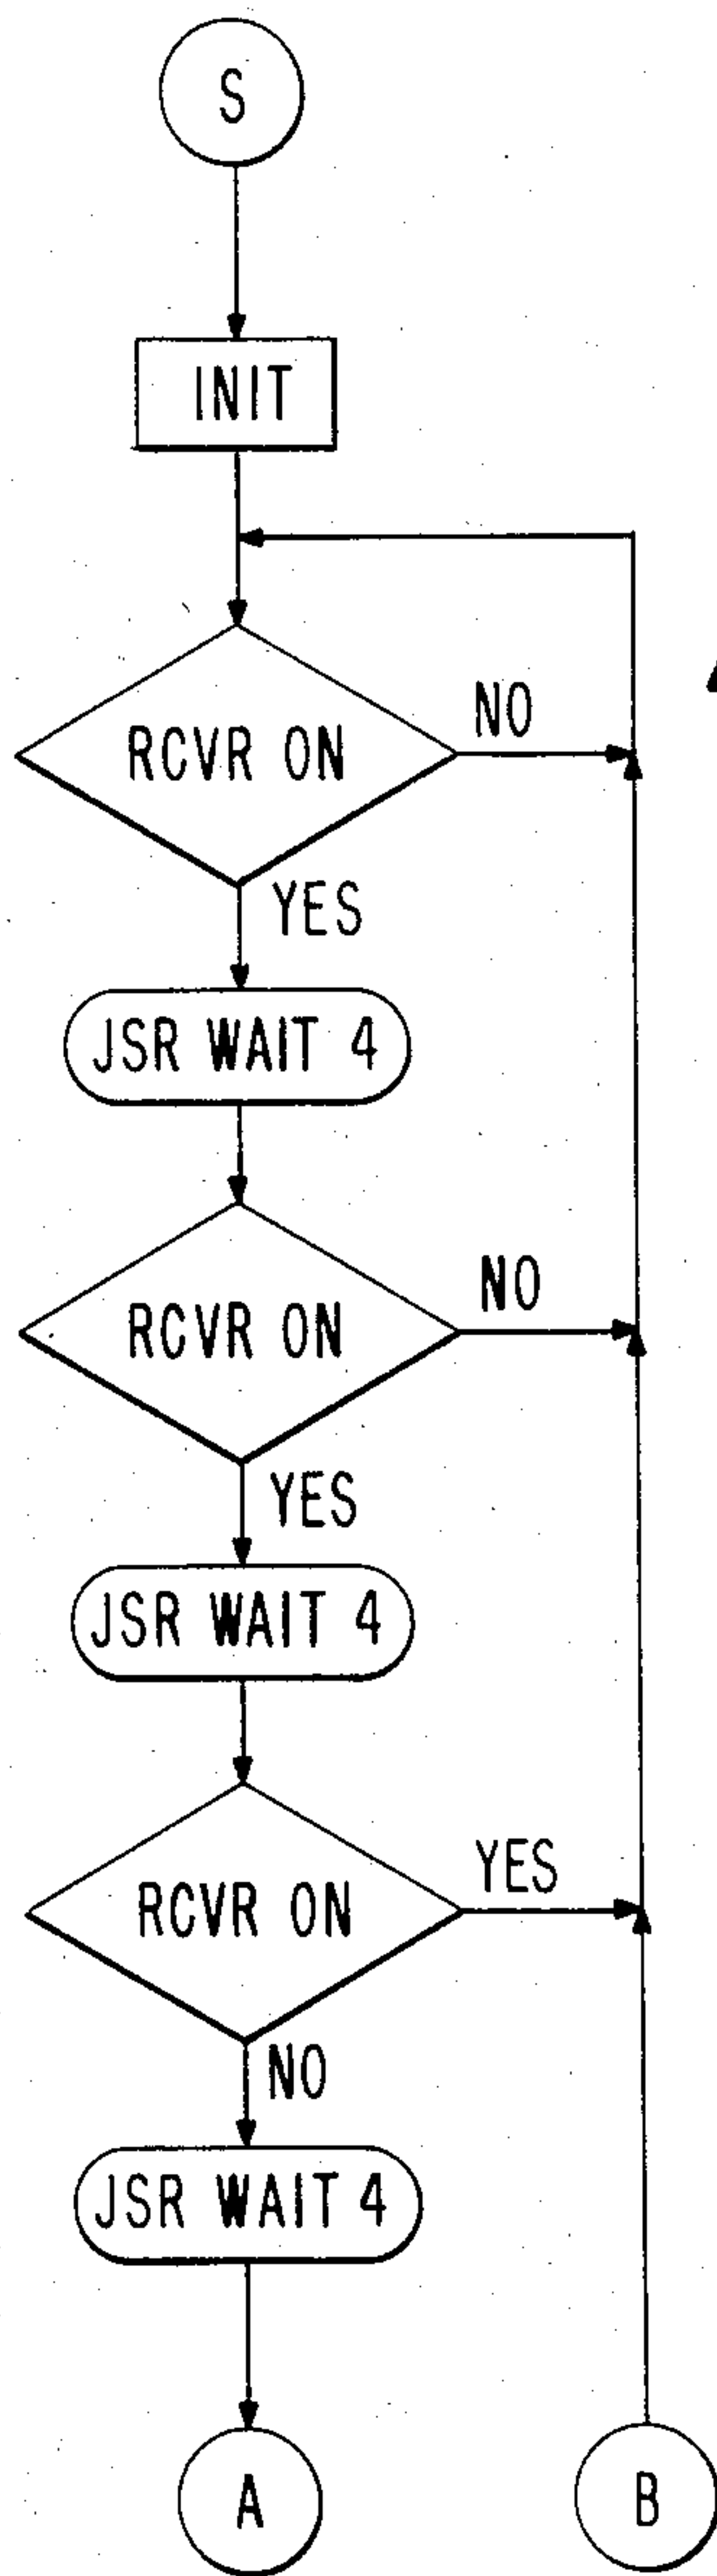 S
INIT
RCVR ON
NO
YES
JSR WAIT 4
RCVR ON
NO
YES
JSR WAIT 4
RCVR ON
YES
NO
JSR WAIT 4
A
B